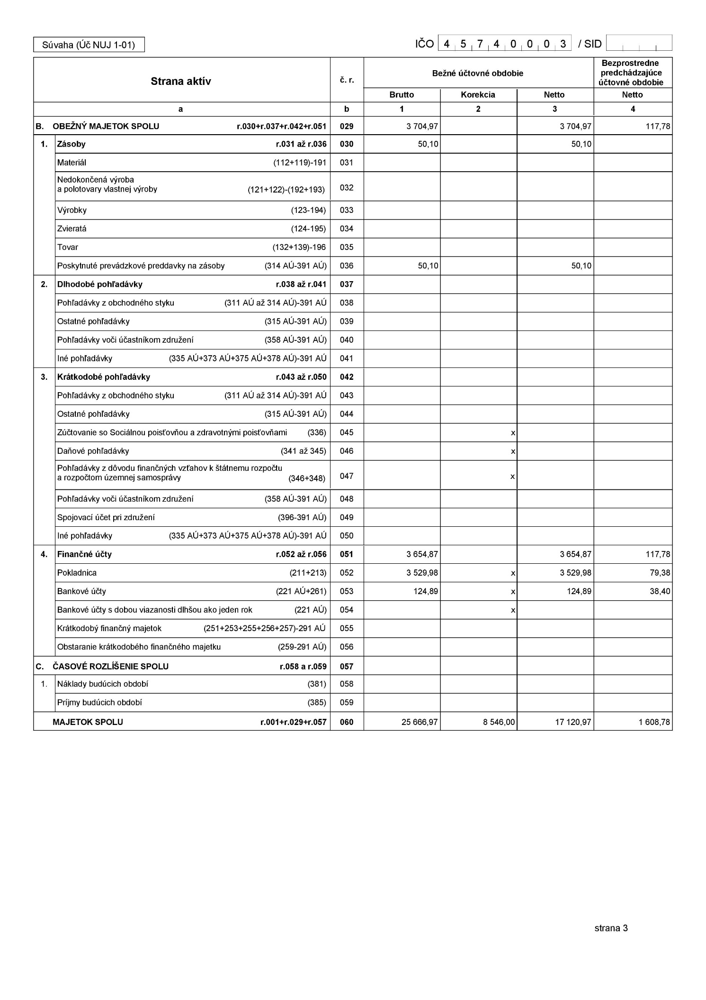 Súvaha (Úč NUJ 1-01)
IČO 4 5 7 4 0 0 0 3 / SID
Strana aktív č. r. Bežné účtovné obdobie Bezprostredne predchádzajúce účtovné obdobie
Brutto Korekcia Netto Netto
a b 1 2 3 4
B. OBEŽNÝ MAJETOK SPOLU r.030+r.037+r.042+r.051 029 3 704,97 3 704,97 117,78
1. Zásoby r.031 až r.036 030 50,10 50,10
Materiál (112+119)-191 031
Nedokončená výroba
a polotovary vlastnej výroby (121+122)-(192+193) 032
Výrobky (123-194) 033
Zvieratá (124-195) 034
Tovar (132+139)-196 035
Poskytnuté prevádzkové preddavky na zásoby (314 AÚ-391 AÚ) 036 50,10 50,10
2. Dlhodobé pohľadávky r.038 až r.041 037
Pohľadávky z obchodného styku (311 AÚ až 314 AÚ)-391 AÚ 038
Ostatné pohľadávky (315 AÚ-391 AÚ) 039
Pohľadávky voči účastníkom združení (358 AÚ-391 AÚ) 040
Iné pohľadávky (335 AÚ+373 AÚ+375 AÚ+378 AÚ)-391 AÚ 041
3. Krátkodobé pohľadávky r.043 až r.050 042
Pohľadávky z obchodného styku (311 AÚ až 314 AÚ)-391 AÚ 043
Ostatné pohľadávky (315 AÚ-391 AÚ) 044
Zúčtovanie so Sociálnou poisťovňou a zdravotnými poisťovňami (336) 045 x
Daňové pohľadávky (341 až 345) 046 x
Pohľadávky z dôvodu finančných vzťahov k štátnemu rozpočtu
a rozpočtom územnej samosprávy (346+348) 047 x
Pohľadávky voči účastníkom združení (358 AÚ-391 AÚ) 048
Spojovací účet pri združení (396-391 AÚ) 049
Iné pohľadávky (335 AÚ+373 AÚ+375 AÚ+378 AÚ)-391 AÚ 050
4. Finančné účty r.052 až r.056 051 3 654,87 3 654,87 117,78
Pokladnica (211+213) 052 3 529,98 x 3 529,98 79,38
Bankové účty (221 AÚ+261) 053 124,89 x 124,89 38,40
Bankové účty s dobou viazanosti dlhšou ako jeden rok (221 AÚ) 054 x
Krátkodobý finančný majetok (251+253+255+256+257)-291 AÚ 055
Obstaranie krátkodobého finančného majetku (259-291 AÚ) 056
C. ČASOVÉ ROZLÍŠENIE SPOLU r.058 a r.059 057
1. Náklady budúcich období (381) 058
Príjmy budúcich období (385) 059
MAJETOK SPOLU r.001+r.029+r.057 060 25 666,97 8 546,00 17 120,97 1 608,78
strana 3